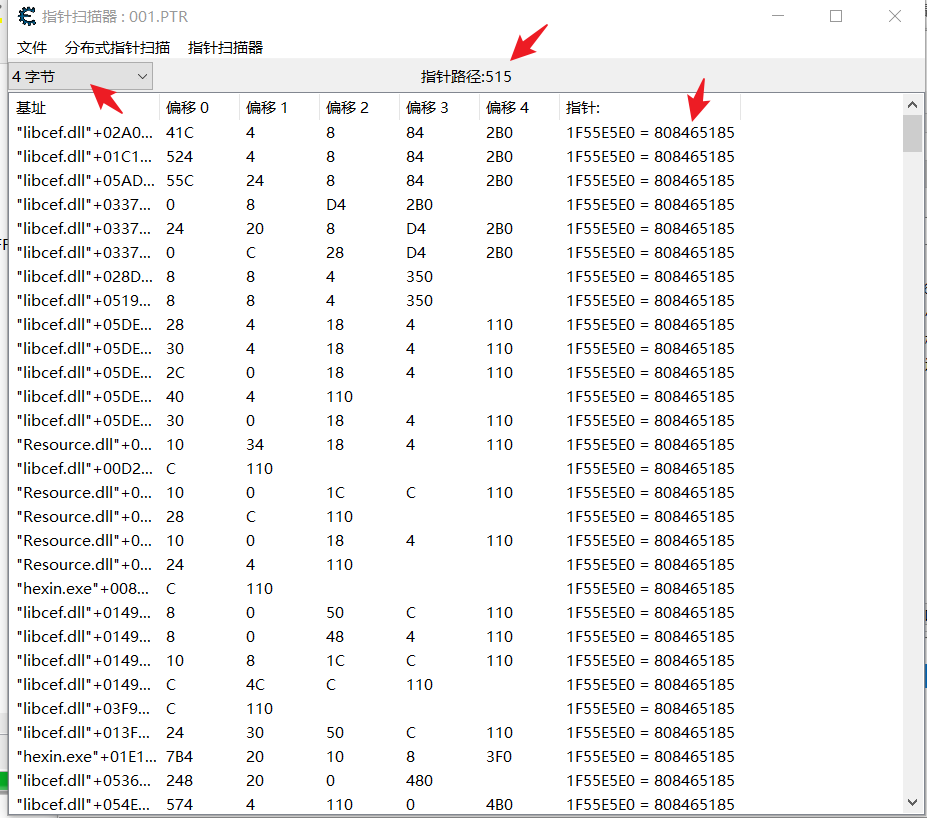 指针扫描器 : 001.PTR
文件 分布式指针扫描 指针扫描器
4 字节 指针路径:515
基址 偏移 0 偏移 1 偏移 2 偏移 3 偏移 4 指针:
"libcef.dll"+02A0... 41C 4 8 84 2B0 1F55E5E0 = 808465185
"libcef.dll"+01C1... 524 4 8 84 2B0 1F55E5E0 = 808465185
"libcef.dll"+05AD... 55C 24 8 84 2B0 1F55E5E0 = 808465185
"libcef.dll"+0337... 0 8 D4 2B0 1F55E5E0 = 808465185
"libcef.dll"+0337... 24 20 8 D4 2B0 1F55E5E0 = 808465185
"libcef.dll"+0337... 0 C 28 D4 2B0 1F55E5E0 = 808465185
"libcef.dll"+028D... 8 8 4 350 1F55E5E0 = 808465185
"libcef.dll"+0519... 8 8 4 350 1F55E5E0 = 808465185
"libcef.dll"+05DE... 28 4 18 4 110 1F55E5E0 = 808465185
"libcef.dll"+05DE... 30 4 18 4 110 1F55E5E0 = 808465185
"libcef.dll"+05DE... 2C 0 18 4 110 1F55E5E0 = 808465185
"libcef.dll"+05DE... 40 4 110 1F55E5E0 = 808465185
"libcef.dll"+05DE... 30 0 18 4 110 1F55E5E0 = 808465185
"Resource.dll"+0... 10 34 18 4 110 1F55E5E0 = 808465185
"libcef.dll"+00D2... C 110 1F55E5E0 = 808465185
"Resource.dll"+0... 10 0 1C C 110 1F55E5E0 = 808465185
"Resource.dll"+0... 28 C 110 1F55E5E0 = 808465185
"Resource.dll"+0... 10 0 18 4 110 1F55E5E0 = 808465185
"Resource.dll"+0... 24 4 110 1F55E5E0 = 808465185
"hexin.exe"+008... C 110 1F55E5E0 = 808465185
"libcef.dll"+0149... 8 0 50 C 110 1F55E5E0 = 808465185
"libcef.dll"+0149... 8 0 48 4 110 1F55E5E0 = 808465185
"libcef.dll"+0149... 10 8 1C C 110 1F55E5E0 = 808465185
"libcef.dll"+0149... C 4C C 110 1F55E5E0 = 808465185
"libcef.dll"+03F9... C 110 1F55E5E0 = 808465185
"libcef.dll"+013F... 24 30 50 C 110 1F55E5E0 = 808465185
"hexin.exe"+01E1... 7B4 20 10 8 3F0 1F55E5E0 = 808465185
"libcef.dll"+0536... 248 20 0 480 1F55E5E0 = 808465185
"libcef.dll"+054E... 574 4 110 0 4B0 1F55E5E0 = 808465185